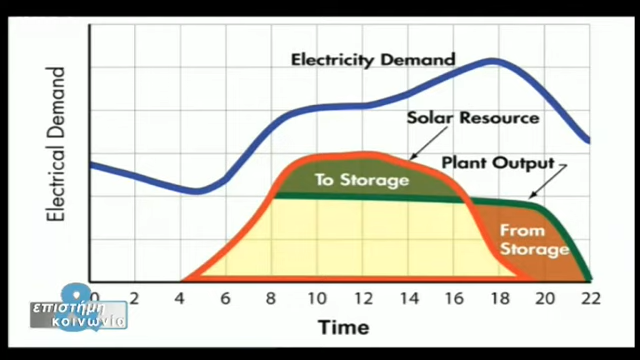 Electricity Demand
Solar Resource
Plant Output
To Storage
From
Storage
Electrical Demand
0 2 4 6 8 10 12 14 16 18 20 22
Time
&
επιστήμη
κοινωνία